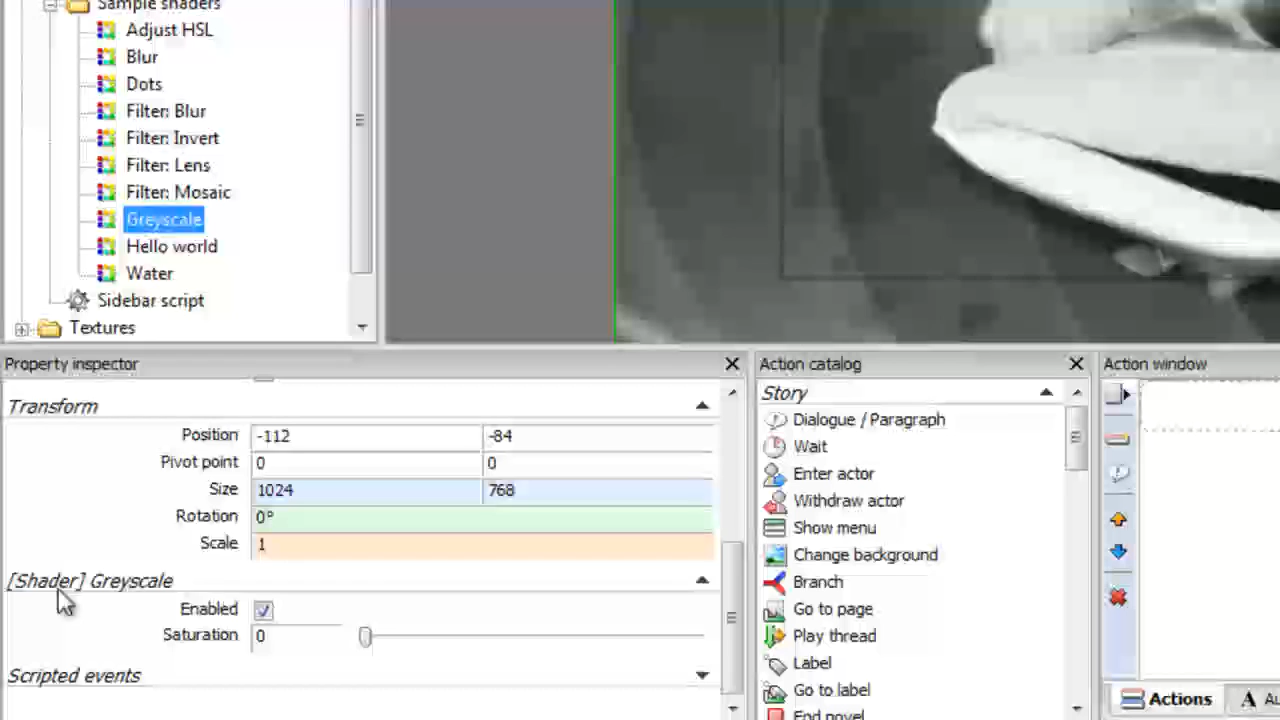 Sample shaders
Adjust HSL
Blur
Dots
Filter: Blur
Filter: Invert
Filter: Lens
Filter: Mosaic
Greyscale
Hello world
Water
Sidebar script
Textures
Property inspector
Transform
Position -112 -84
Pivot point 0 0
Size 1024 768
Rotation 0°
Scale 1
[Shader] Greyscale
Enabled
Saturation 0
Scripted events
Action catalog
Story
Dialogue / Paragraph
Wait
Enter actor
Withdraw actor
Show menu
Change background
Branch
Go to page
Play thread
Label
Go to label
End novel
Action window
Actions